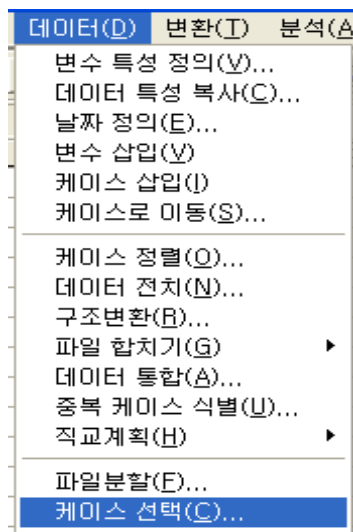 데이터(D) 변환(T) 분석(A
변수 특성 정의(V)...
데이터 특성 복사(C)...
날짜 정의(E)...
변수 삽입(V)
케이스 삽입(I)
케이스로 이동(S)...
케이스 정렬(O)...
데이터 전치(N)...
구조변환(R)...
파일 합치기(G)
데이터 통합(A)...
중복 케이스 식별(U)...
직교계획(H)
파일분할(F)...
케이스 선택(C)...